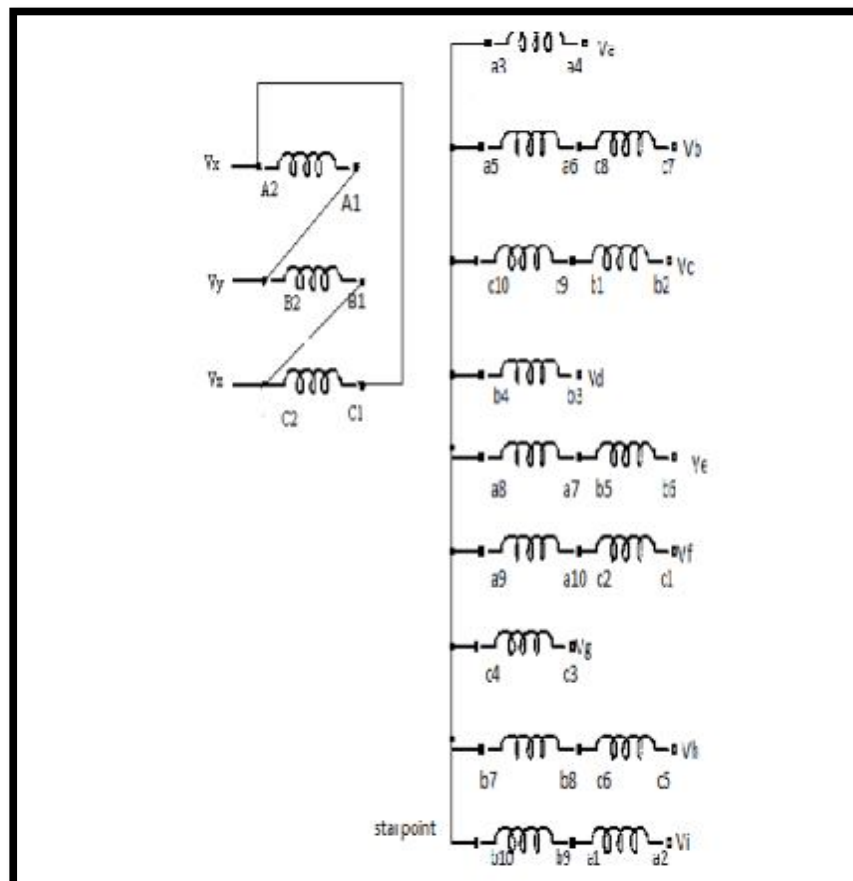 a3 a4 Va
a5 a6 c8 c7 Vb
Vx A2 A1
c10 c9 b1 b2 Vc
Vy B2 B1
b4 b3 Vd
Vz C2 C1
a8 a7 b5 b6 Ve
a9 a10 c2 c1 Vf
c4 c3 Vg
b7 b8 c6 c5 Vh
star point
b10 b9 a1 a2 Vi